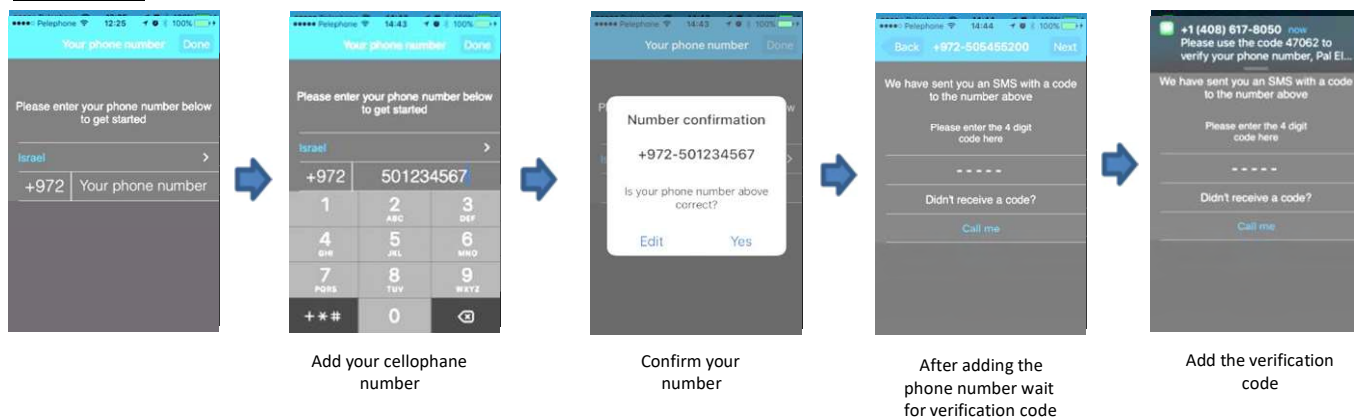 Pelephone 12:25 100%
Your phone number Done
Please enter your phone number below
to get started
Israel
+972 Your phone number
Pelephone 14:43 100%
Your phone number Done
Please enter your phone number below
to get started
Israel
+972 501234567
1 2 3
ABC DEF
4 5 6
GHI JKL MNO
7 8 9
PQRS TUV WXYZ
+*# 0
Add your cellophane
number
Pelephone 14:43 100%
Your phone number Done
Number confirmation
+972-501234567
Is your phone number above
correct?
Edit Yes
Confirm your
number
Pelephone 14:44 100%
Back +972-505455200 Next
We have sent you an SMS with a code
to the number above
Please enter the 4 digit
code here
- - - - -
Didn't receive a code?
Call me
After adding the
phone number wait
for verification code
+1 (408) 617-8050 now
Please use the code 47062 to
verify your phone number, Pal El...
We have sent you an SMS with a code
to the number above
Please enter the 4 digit
code here
- - - - -
Didn't receive a code?
Call me
Add the verification
code